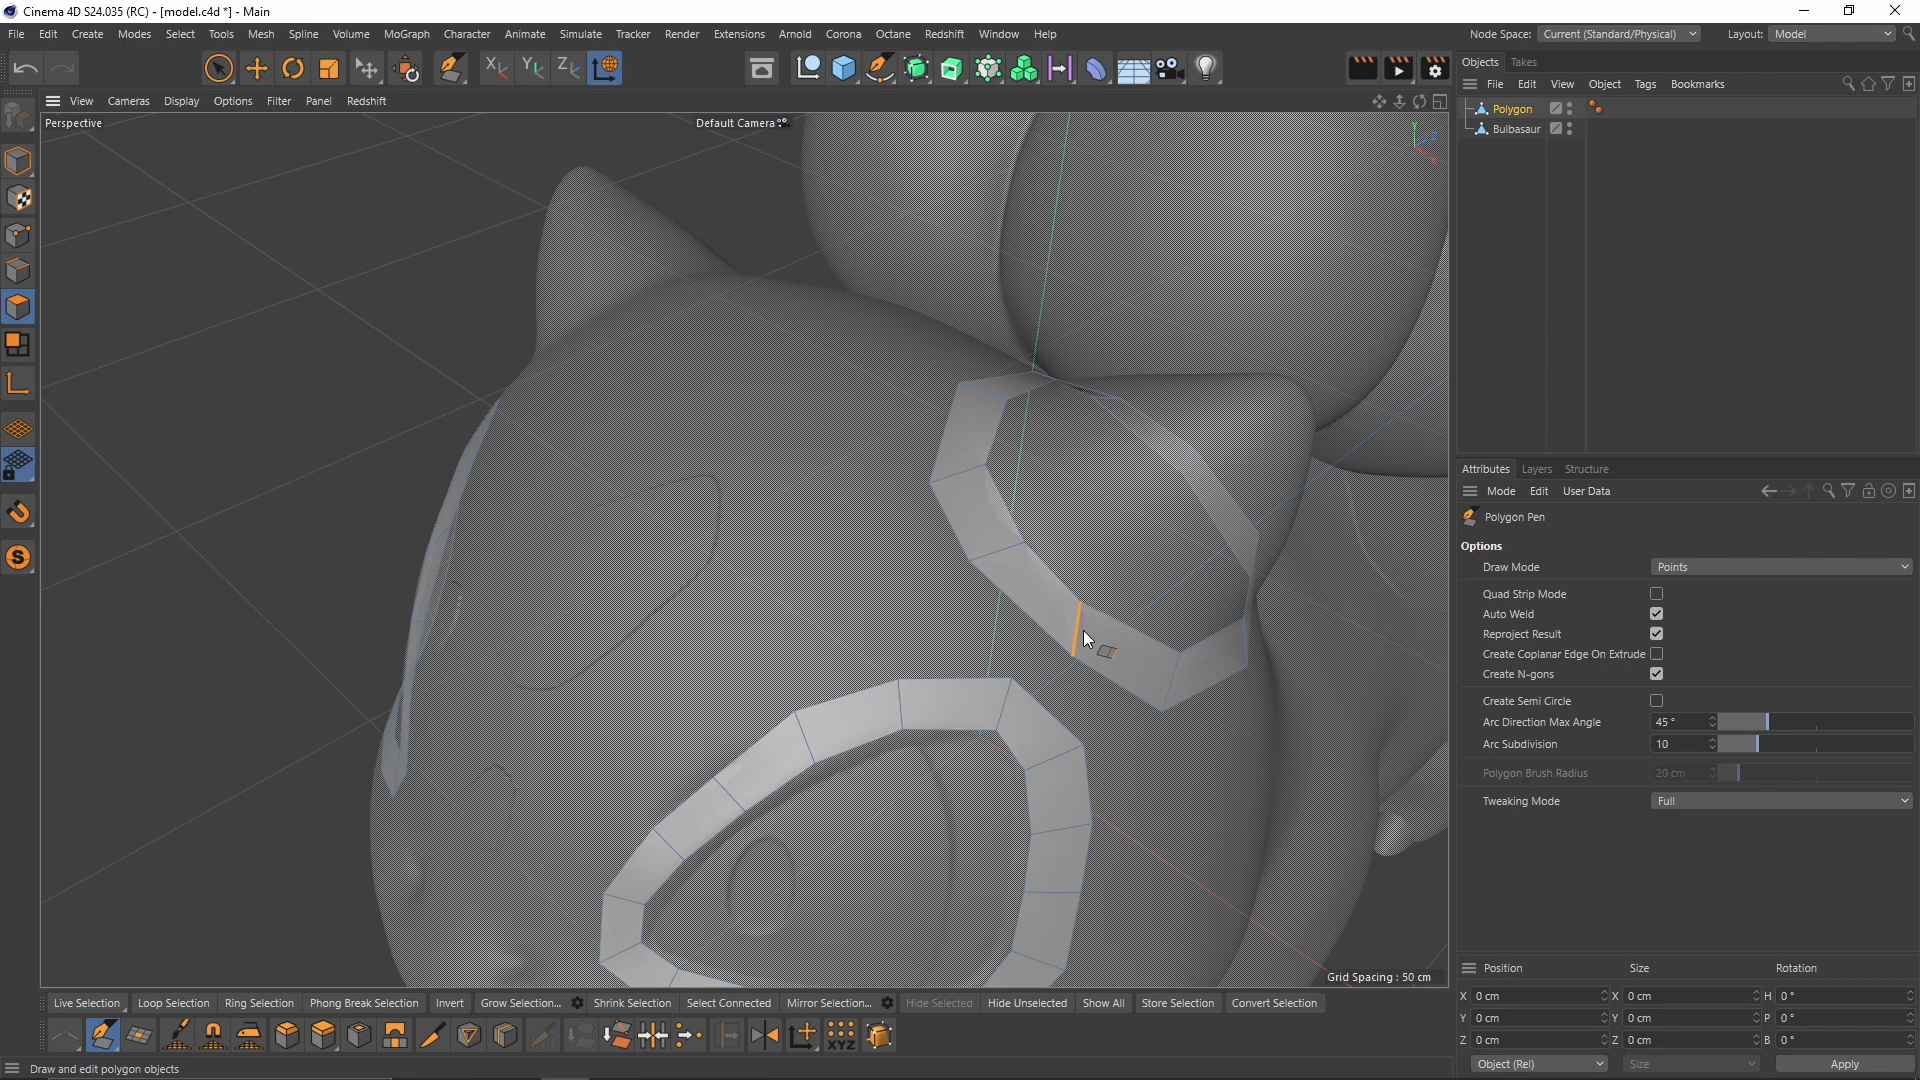 Cinema 4D S24.035 (RC) - [model.c4d *] - Main
File Edit Create Modes Select Tools Mesh Spline Volume MoGraph Character Animate Simulate Tracker Render Extensions Arnold Corona Octane Redshift Window Help
Node Space: Current (Standard/Physical) Layout: Model
Objects Takes
File Edit View Object Tags Bookmarks
View Cameras Display Options Filter Panel Redshift
Perspective
Default Camera
Y
Z
X
Polygon
Bulbasaur
Attributes Layers Structure
Mode Edit User Data
Polygon Pen
Options
Draw Mode Points
Quad Strip Mode
Auto Weld
Reproject Result
Create Coplanar Edge On Extrude
Create N-gons
Create Semi Circle
Arc Direction Max Angle 45 °
Arc Subdivision 10
Polygon Brush Radius 20 cm
Tweaking Mode Full
Grid Spacing : 50 cm
Position Size Rotation
X 0 cm X 0 cm H 0 °
Y 0 cm Y 0 cm P 0 °
Z 0 cm Z 0 cm B 0 °
Object (Rel) Size Apply
Live Selection Loop Selection Ring Selection Phong Break Selection Invert Grow Selection... Shrink Selection Select Connected Mirror Selection... Hide Selected Hide Unselected Show All Store Selection Convert Selection
XYZ
Draw and edit polygon objects